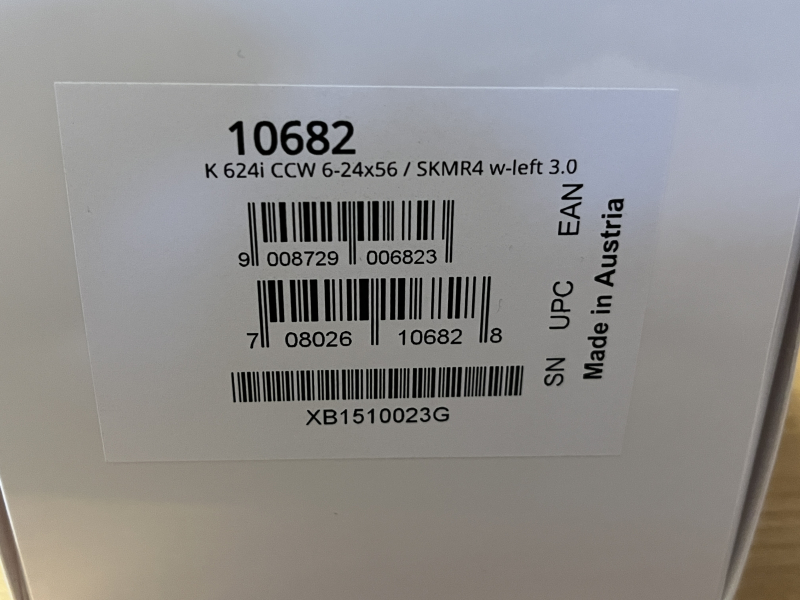 10682
K 624i CCW 6-24x56 / SKMR4 w-left 3.0
9 008729 006823
EAN
7 08026 10682 8
UPC
XB1510023G
SN
Made in Austria